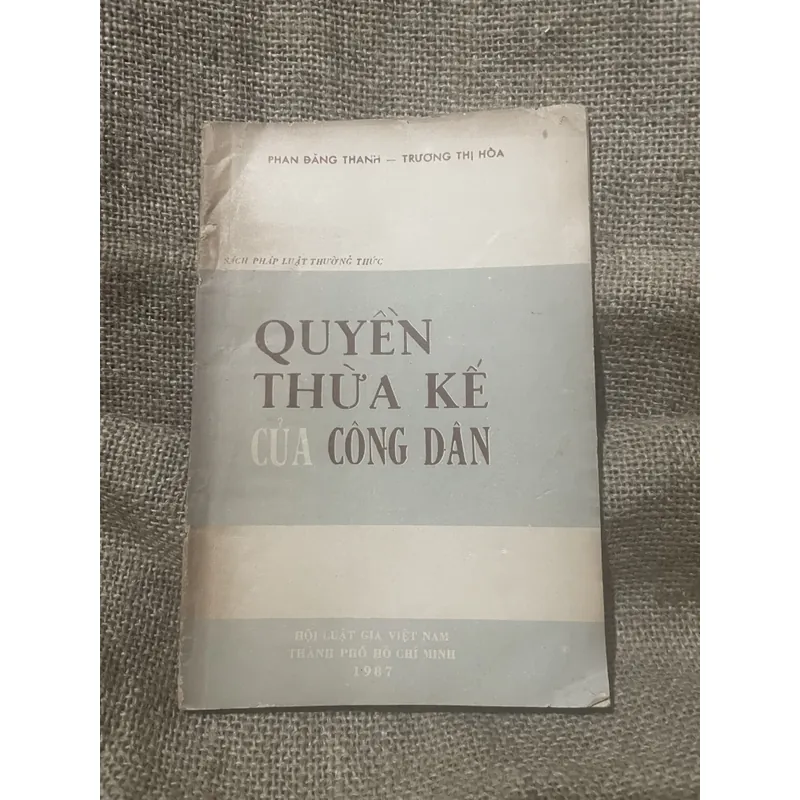 PHAN ĐĂNG THANH — TRƯƠNG THỊ HÒA
SÁCH PHÁP LUẬT THƯỜNG THỨC
QUYỀN
THỪA KẾ
CỦA CÔNG DÂN
HỘI LUẬT GIA VIỆT NAM
THÀNH PHỐ HỒ CHÍ MINH
1987